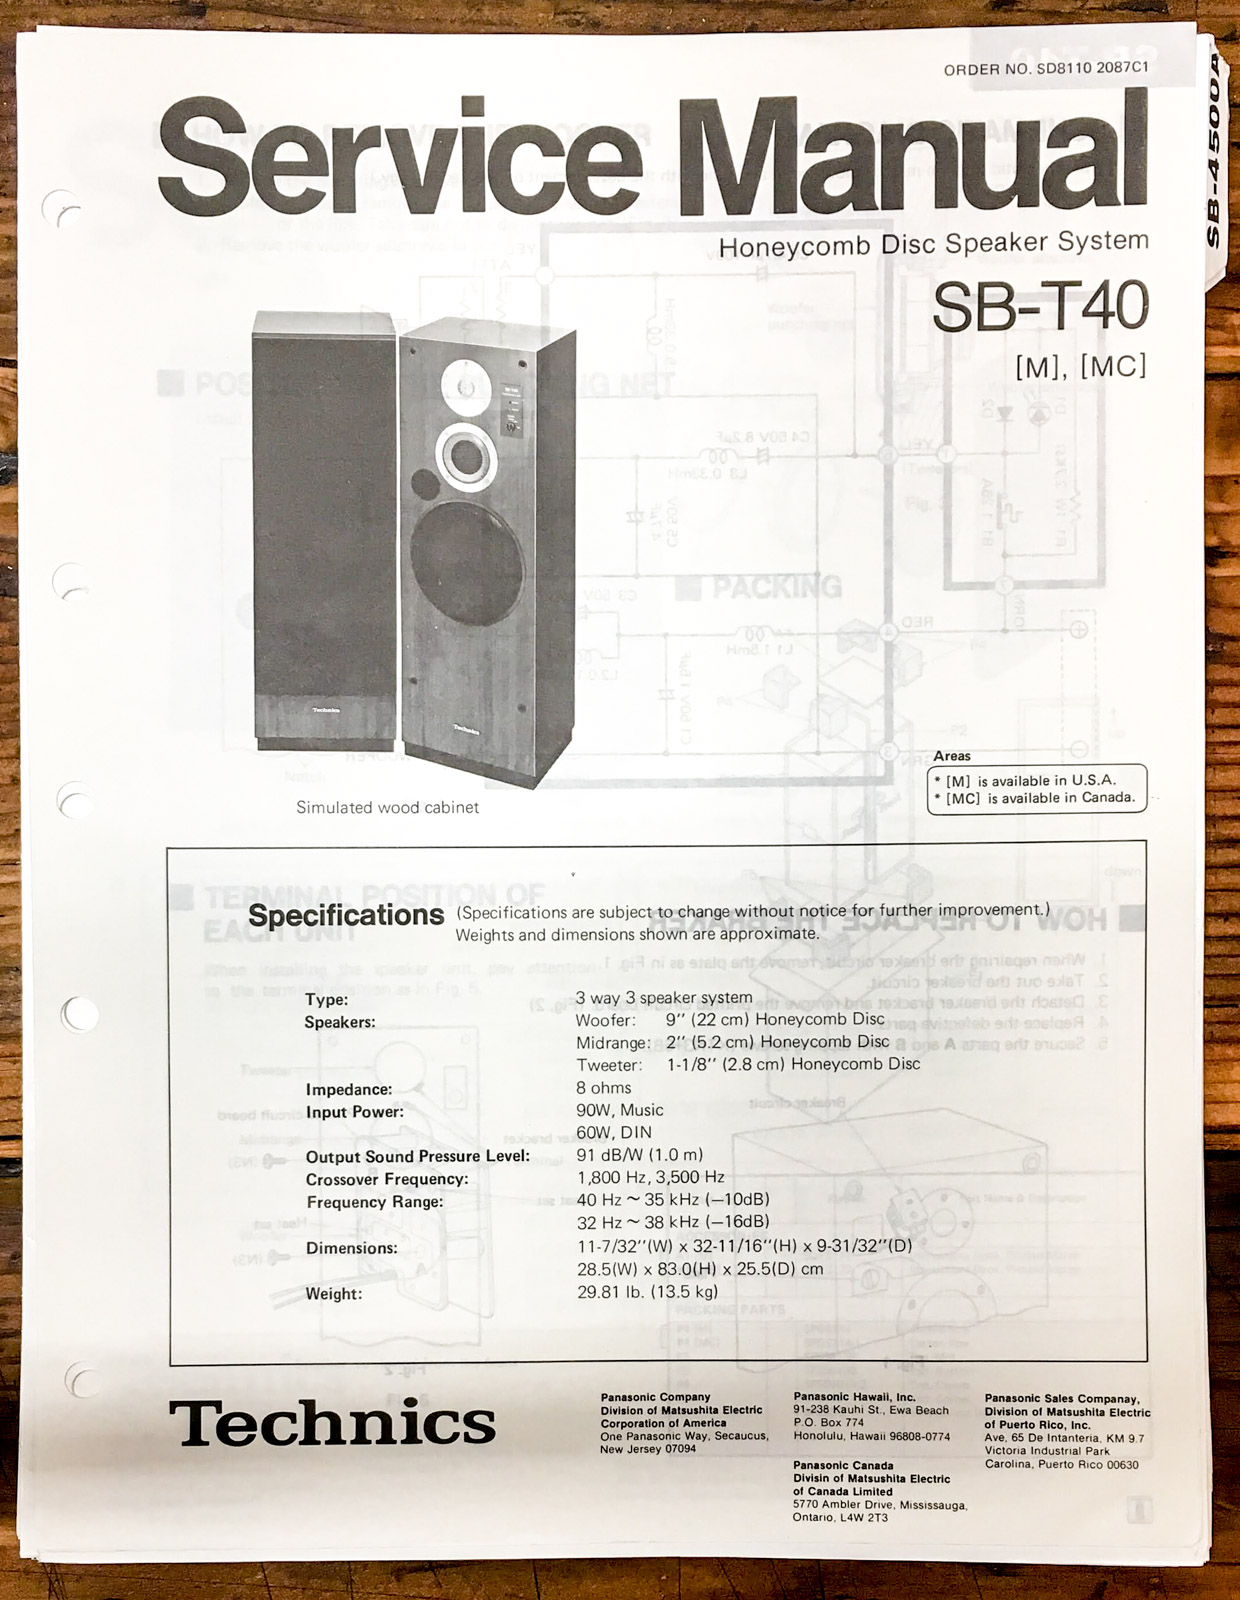 ORDER NO. SD8110 2087C1
Service Manual
SB-4500A
Honeycomb Disc Speaker System
SB-T40
[M], [MC]
Technics
Technics
Simulated wood cabinet
Areas
* [M] is available in U.S.A.
* [MC] is available in Canada.
Specifications (Specifications are subject to change without notice for further improvement.)
Weights and dimensions shown are approximate.
Type: 3 way 3 speaker system
Speakers: Woofer: 9'' (22 cm) Honeycomb Disc
Midrange: 2'' (5.2 cm) Honeycomb Disc
Tweeter: 1-1/8'' (2.8 cm) Honeycomb Disc
Impedance: 8 ohms
Input Power: 90W, Music
60W, DIN
Output Sound Pressure Level: 91 dB/W (1.0 m)
Crossover Frequency: 1,800 Hz, 3,500 Hz
Frequency Range: 40 Hz ~ 35 kHz (−10dB)
32 Hz ~ 38 kHz (−16dB)
Dimensions: 11-7/32''(W) x 32-11/16''(H) x 9-31/32''(D)
28.5(W) x 83.0(H) x 25.5(D) cm
Weight: 29.81 lb. (13.5 kg)
Technics
Panasonic Company
Division of Matsushita Electric
Corporation of America
One Panasonic Way, Secaucus,
New Jersey 07094
Panasonic Hawaii, Inc.
91-238 Kauhi St., Ewa Beach
P.O. Box 774
Honolulu, Hawaii 96808-0774
Panasonic Canada
Divisin of Matsushita Electric
of Canada Limited
5770 Ambler Drive, Mississauga,
Ontario, L4W 2T3
Panasonic Sales Companay,
Division of Matsushita Electric
of Puerto Rico, Inc.
Ave, 65 De Intanteria, KM 9.7
Victoria Industrial Park
Carolina, Puerto Rico 00630